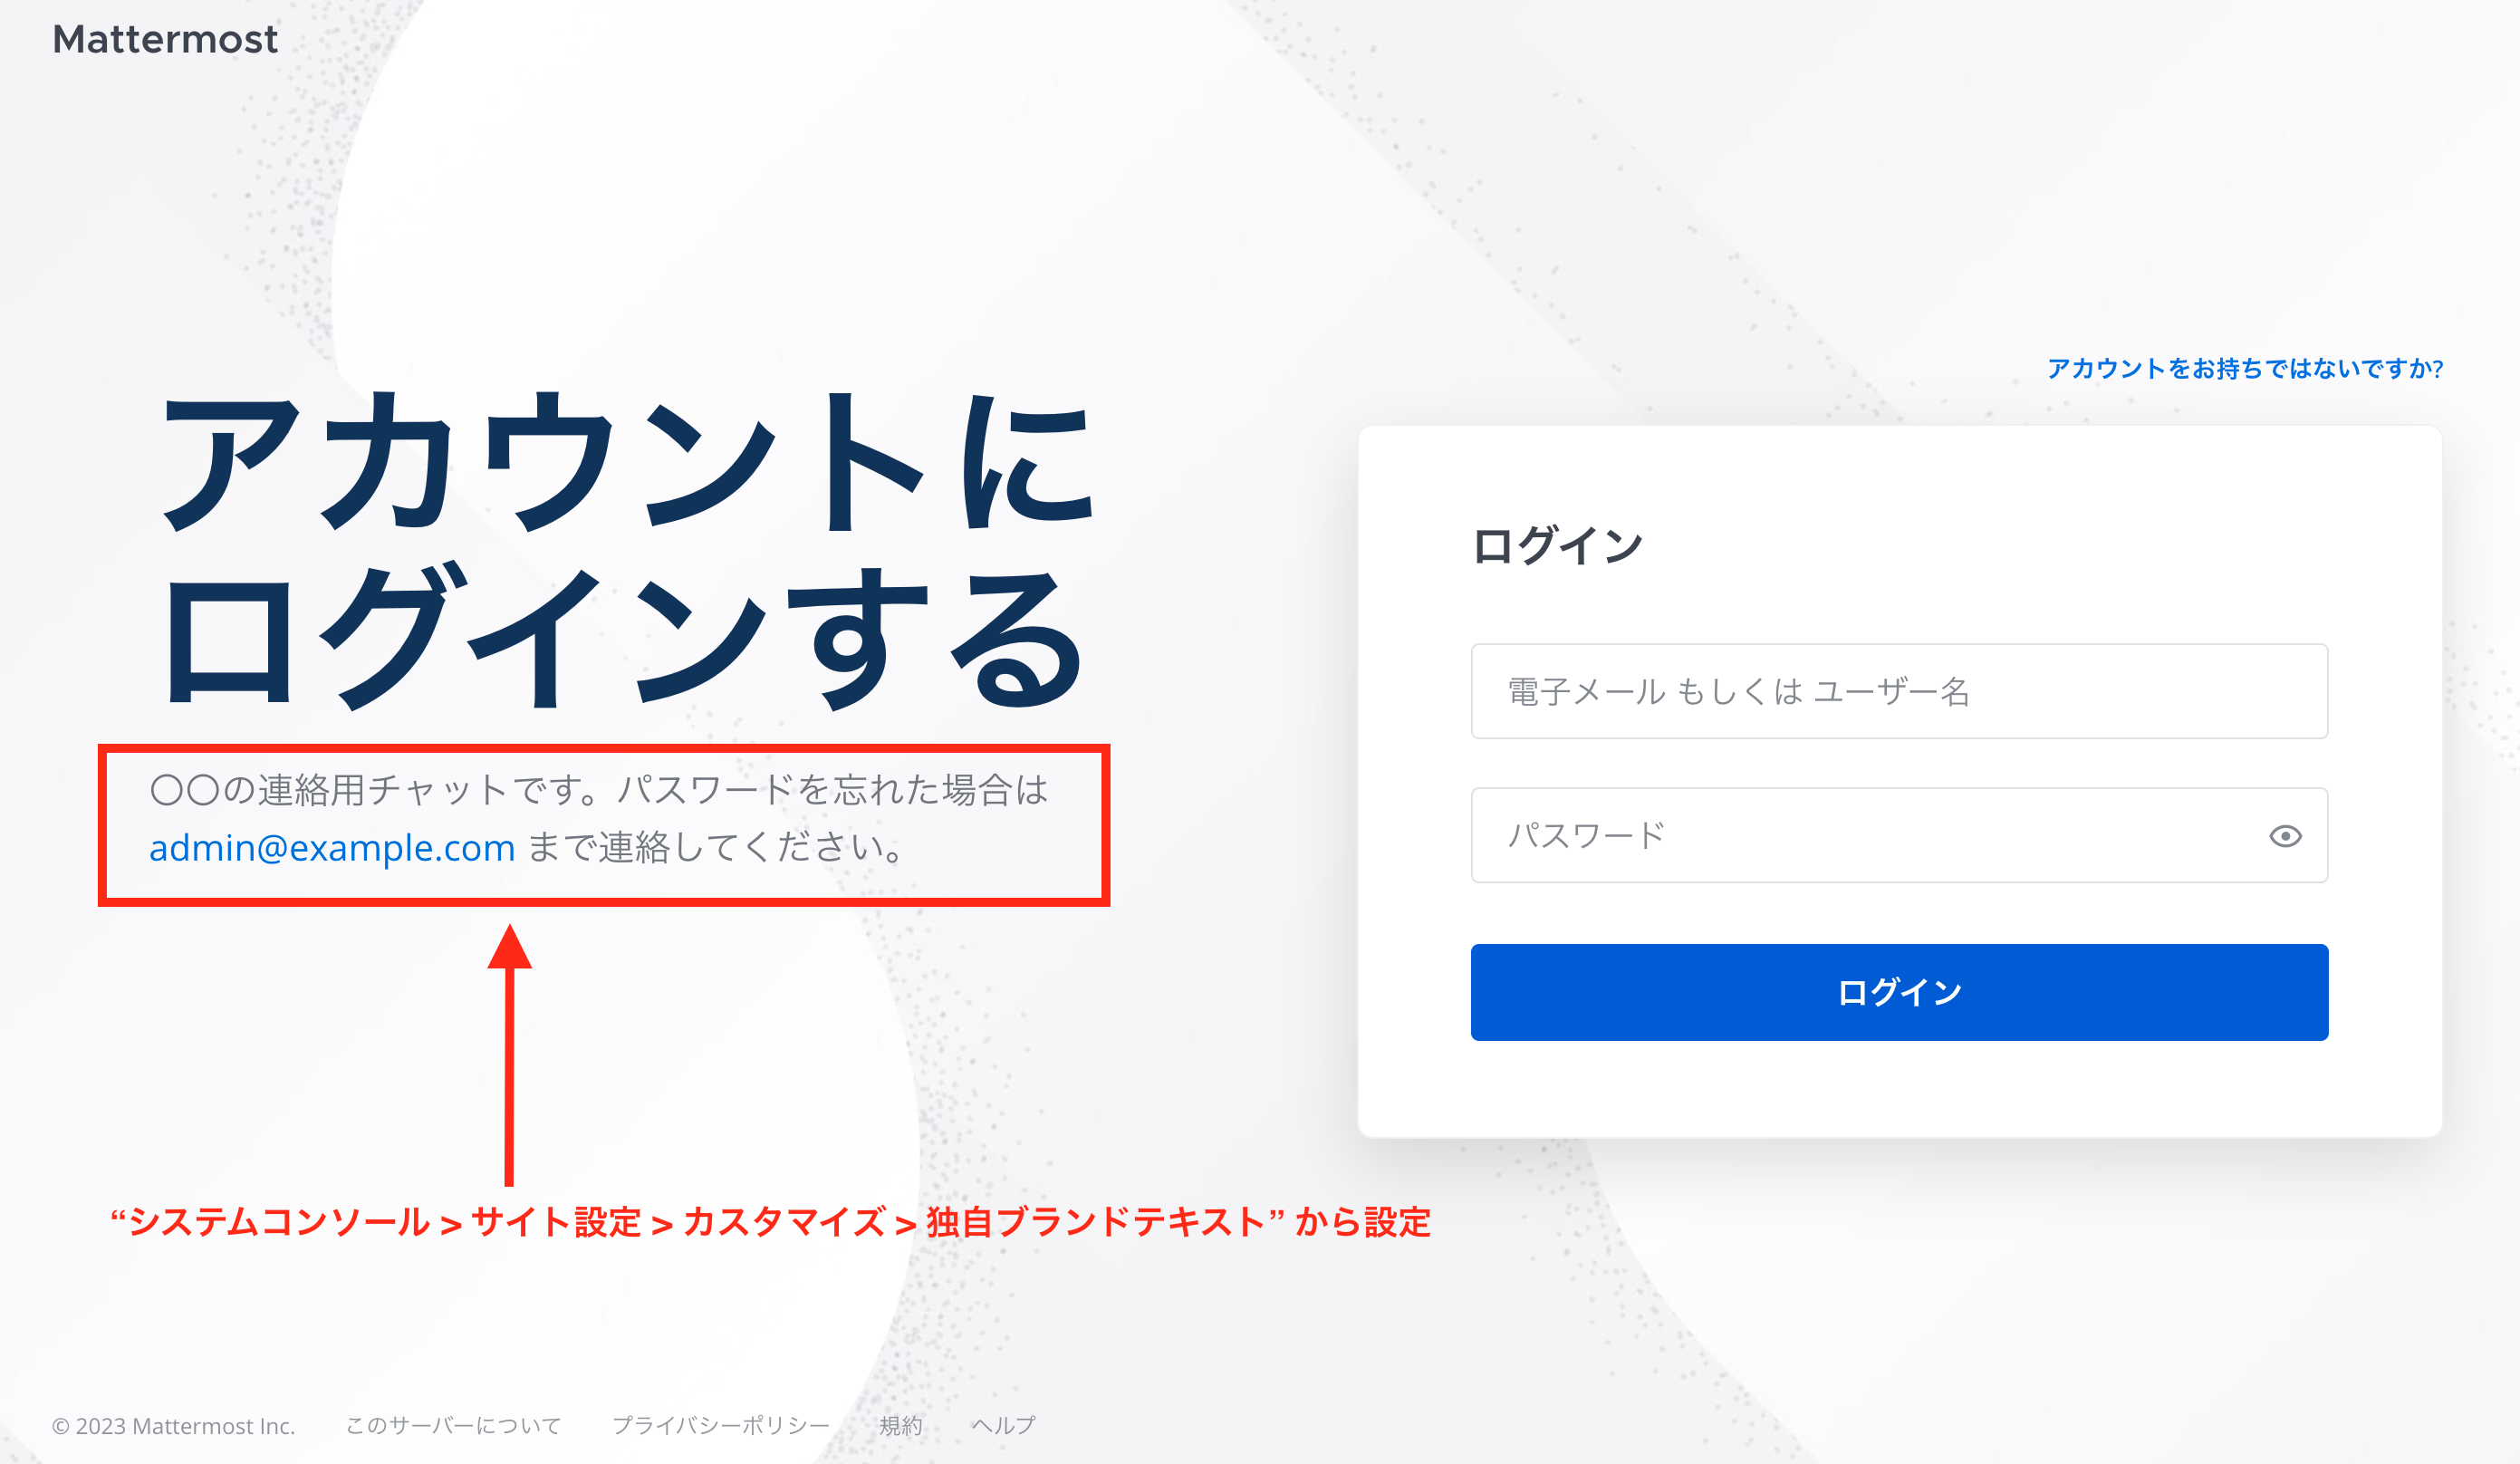 Mattermost
アカウントをお持ちではないですか?
アカウントに
ログインする
〇〇の連絡用チャットです。パスワードを忘れた場合は
admin@example.com まで連絡してください。
“システムコンソール > サイト設定 > カスタマイズ > 独自ブランドテキスト” から設定
ログイン
電子メール もしくは ユーザー名
パスワード
ログイン
© 2023 Mattermost Inc. このサーバーについて プライバシーポリシー 規約 ヘルプ